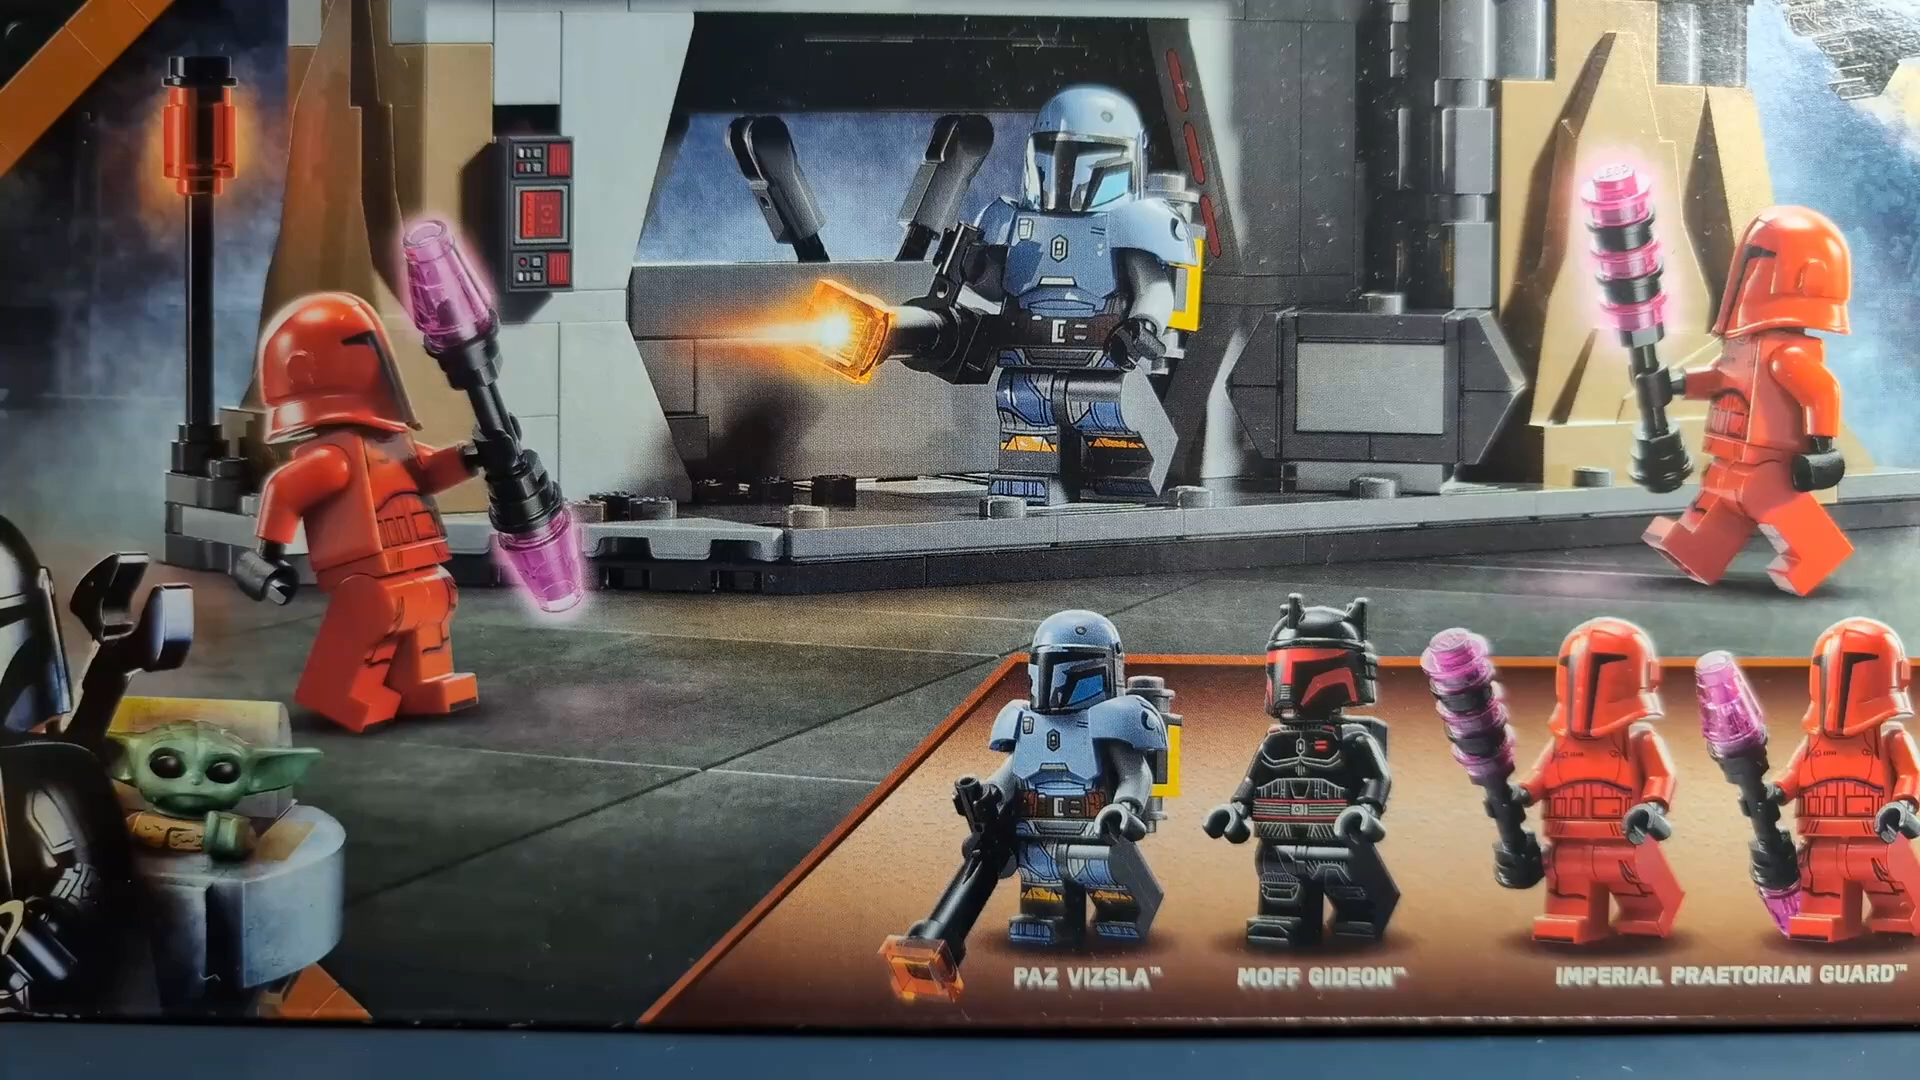 PAZ VIZSLA™
MOFF GIDEON™
IMPERIAL PRAETORIAN GUARD™